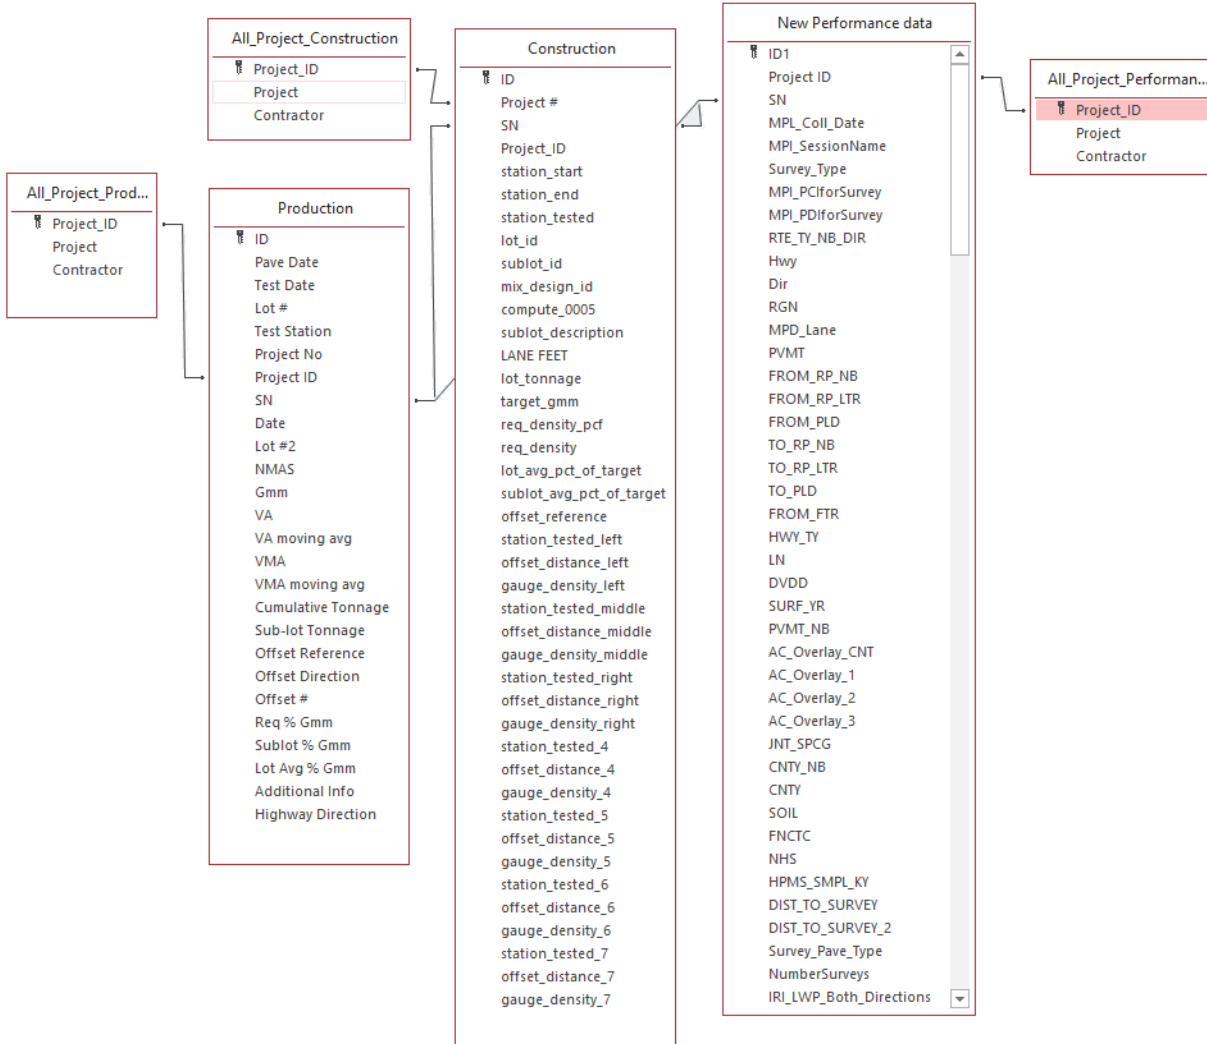 All_Project_Construction
Project_ID
Project
Contractor
All_Project_Prod...
Project_ID
Project
Contractor
Production
ID
Pave Date
Test Date
Lot #
Test Station
Project No
Project ID
SN
Date
Lot #2
NMAS
Gmm
VA
VA moving avg
VMA
VMA moving avg
Cumulative Tonnage
Sub-lot Tonnage
Offset Reference
Offset Direction
Offset #
Req % Gmm
Sublot % Gmm
Lot Avg % Gmm
Additional Info
Highway Direction
Construction
ID
Project #
SN
Project_ID
station_start
station_end
station_tested
lot_id
sublot_id
mix_design_id
compute_0005
sublot_description
LANE FEET
lot_tonnage
target_gmm
req_density_pcf
req_density
lot_avg_pct_of_target
sublot_avg_pct_of_target
offset_reference
station_tested_left
offset_distance_left
gauge_density_left
station_tested_middle
offset_distance_middle
gauge_density_middle
station_tested_right
offset_distance_right
gauge_density_right
station_tested_4
offset_distance_4
gauge_density_4
station_tested_5
offset_distance_5
gauge_density_5
station_tested_6
offset_distance_6
gauge_density_6
station_tested_7
offset_distance_7
gauge_density_7
New Performance data
ID1
Project ID
SN
MPL_Coll_Date
MPI_SessionName
Survey_Type
MPI_PCIforSurvey
MPI_PDIforSurvey
RTE_TY_NB_DIR
Hwy
Dir
RGN
MPD_Lane
PVMT
FROM_RP_NB
FROM_RP_LTR
FROM_PLD
TO_RP_NB
TO_RP_LTR
TO_PLD
FROM_FTR
HWY_TY
LN
DVDD
SURF_YR
PVMT_NB
AC_Overlay_CNT
AC_Overlay_1
AC_Overlay_2
AC_Overlay_3
JNT_SPCG
CNTY_NB
CNTY
SOIL
FNCTC
NHS
HPMS_SMPL_KY
DIST_TO_SURVEY
DIST_TO_SURVEY_2
Survey_Pave_Type
NumberSurveys
IRI_LWP_Both_Directions
All_Project_Performan...
Project_ID
Project
Contractor